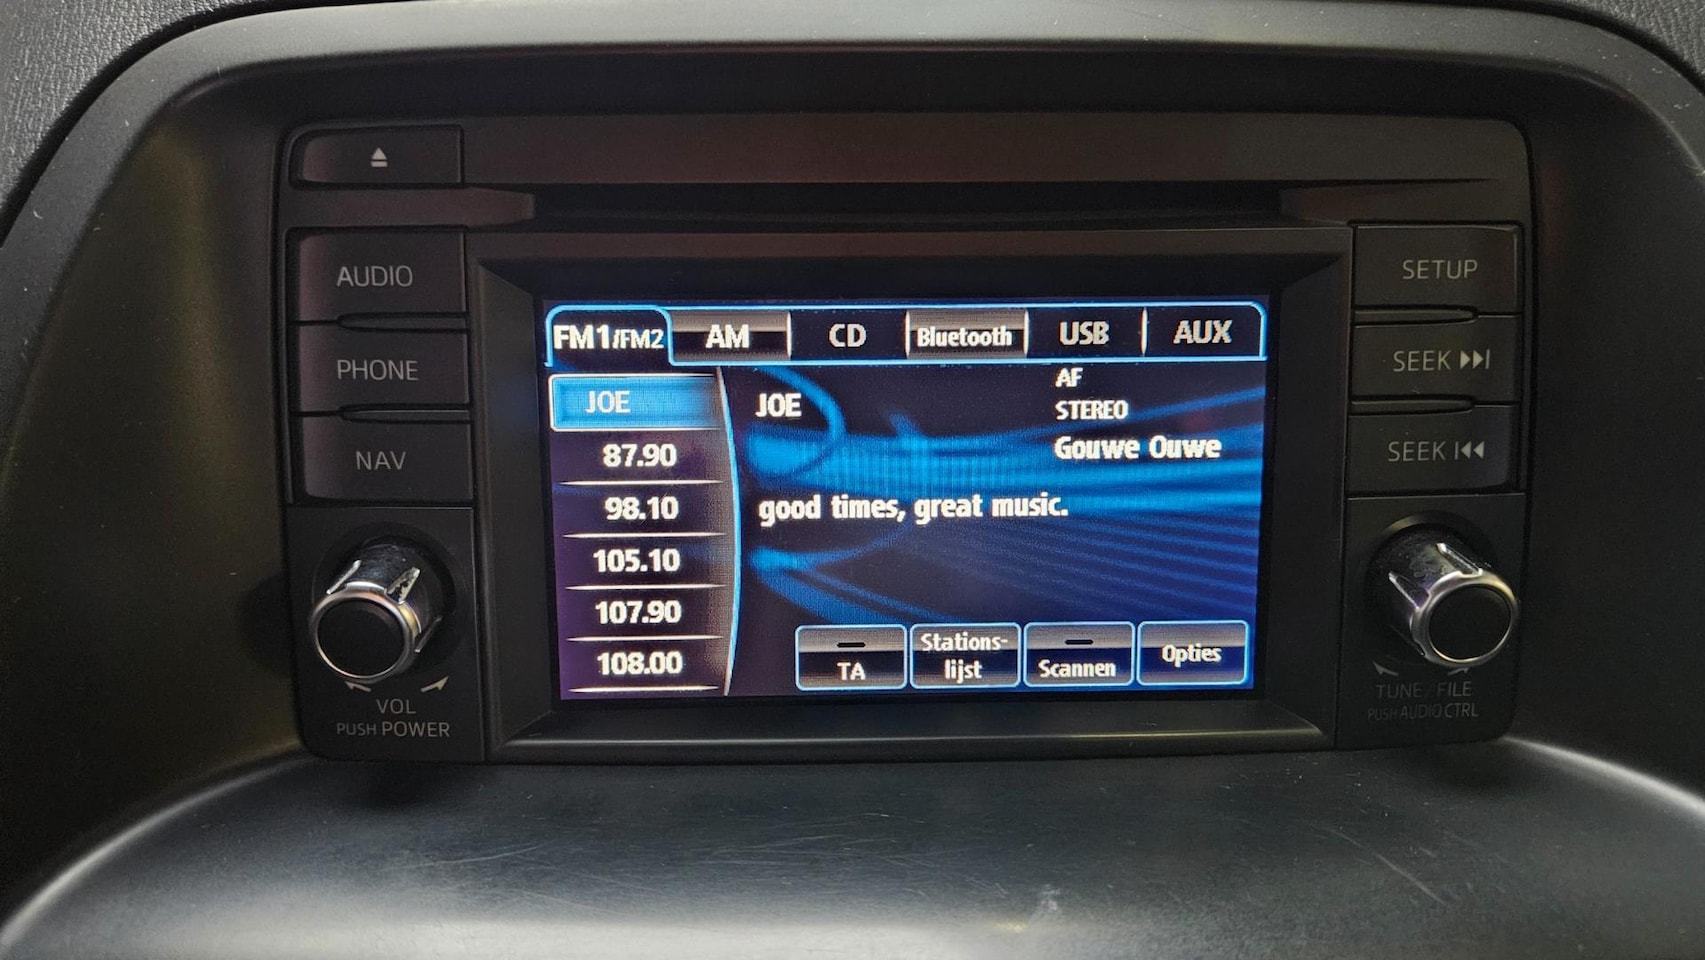 AUDIO
PHONE
NAV
VOL
PUSH POWER
FM1/FM2 AM CD Bluetooth USB AUX
JOE
87.90
98.10
105.10
107.90
108.00
JOE
AF
STEREO
Gouwe Ouwe
good times, great music.
TA
Stations-
lijst
Scannen
Opties
SETUP
SEEK
SEEK
TUNE/FILE
PUSH AUDIO CTRL